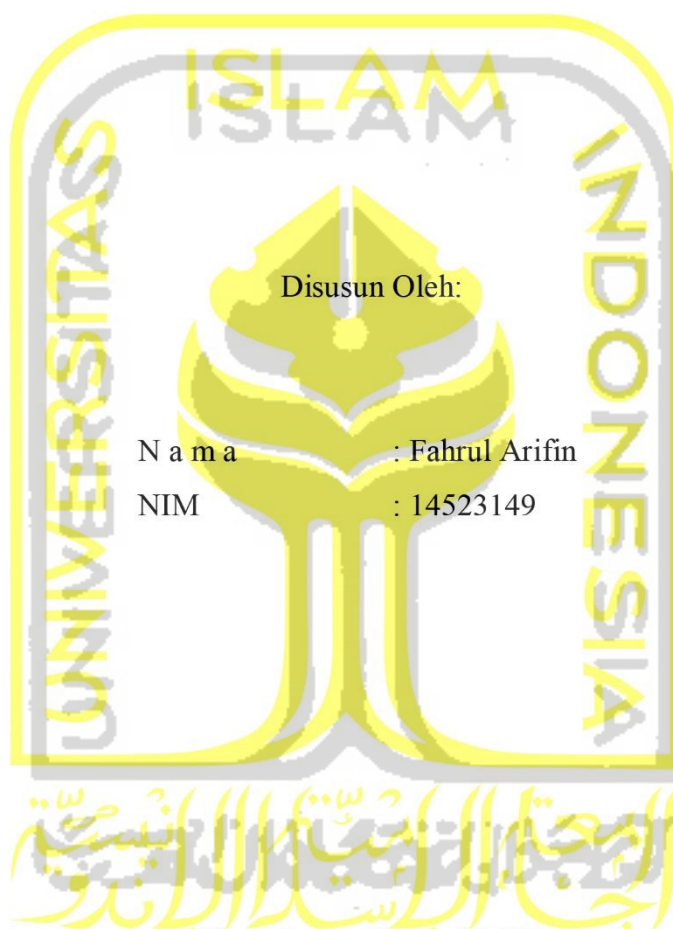 ISLAM
UNIVERSITAS
INDONESIA
Disusun Oleh:
N a m a : Fahrul Arifin
NIM : 14523149